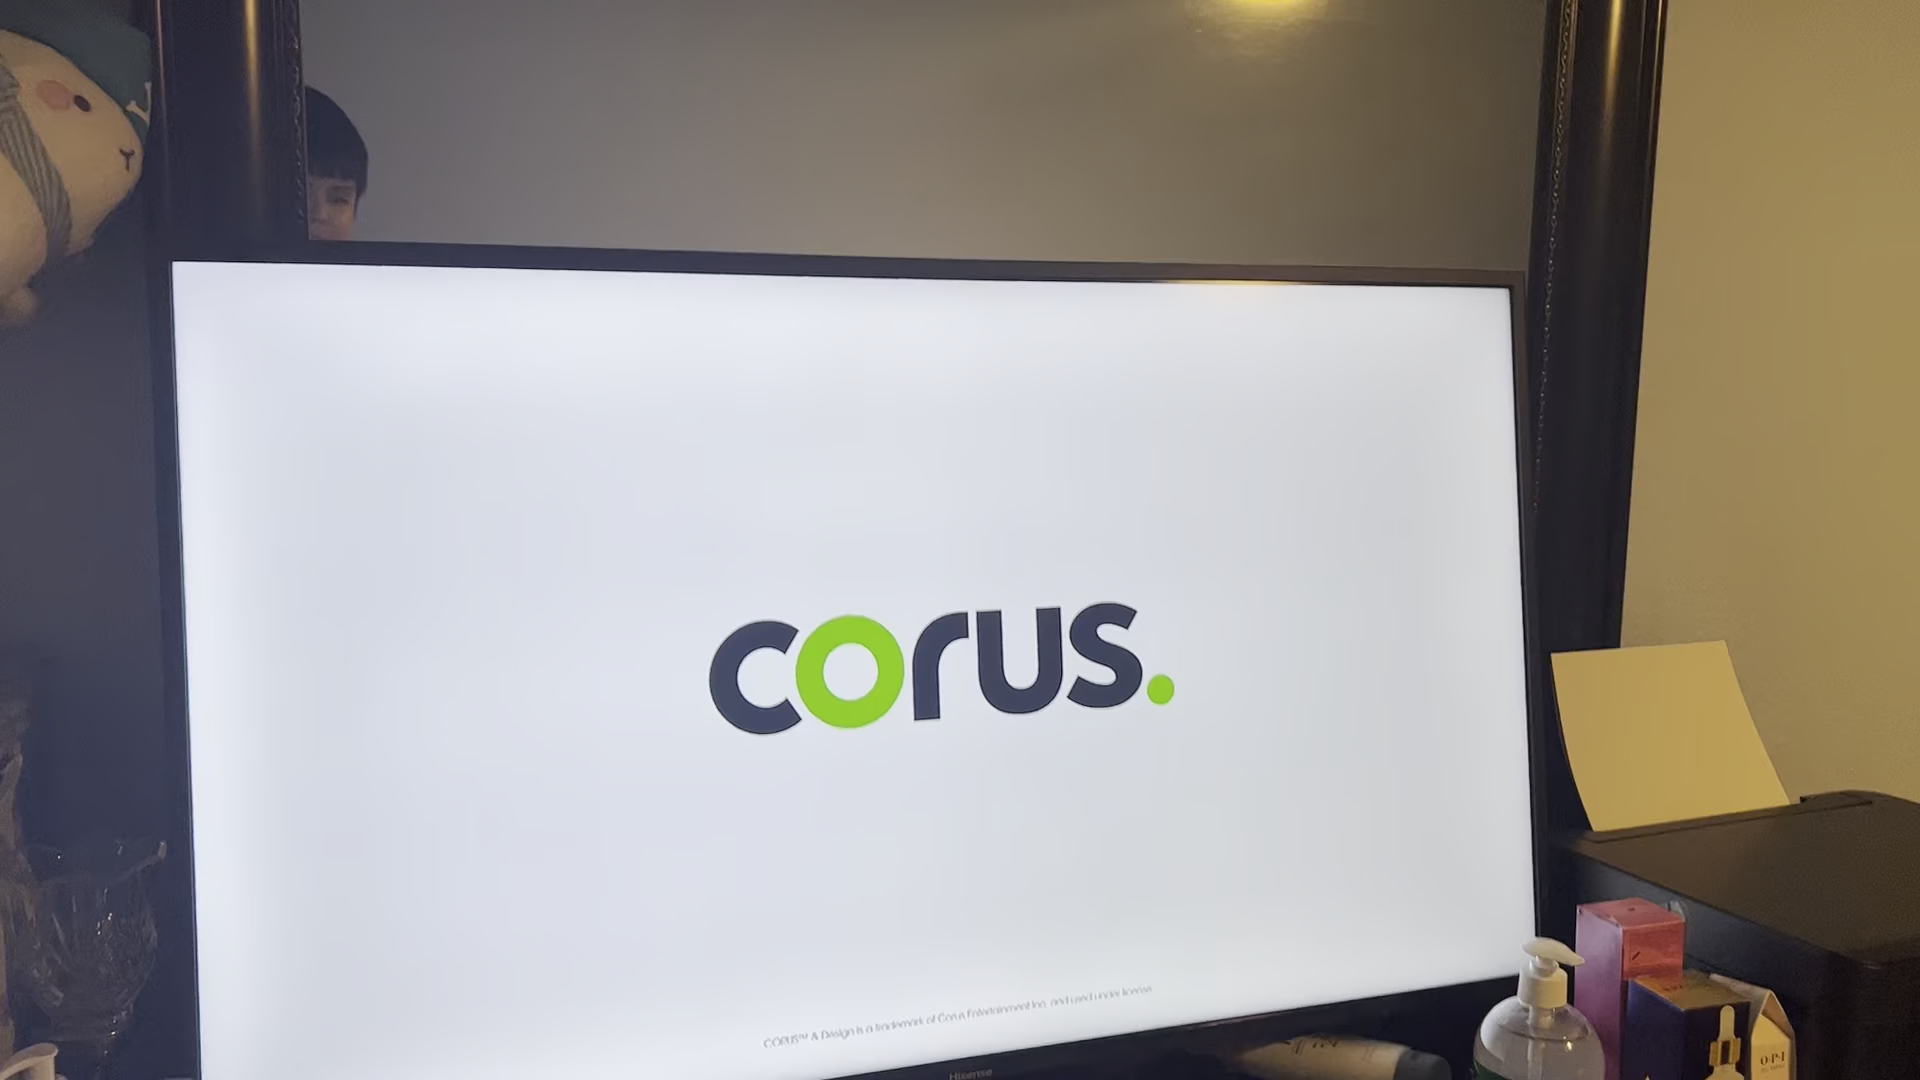 corus.
CORUS™ & Design is a trademark of Corus Entertainment Inc. and used under license.
Hisense
O·P·I